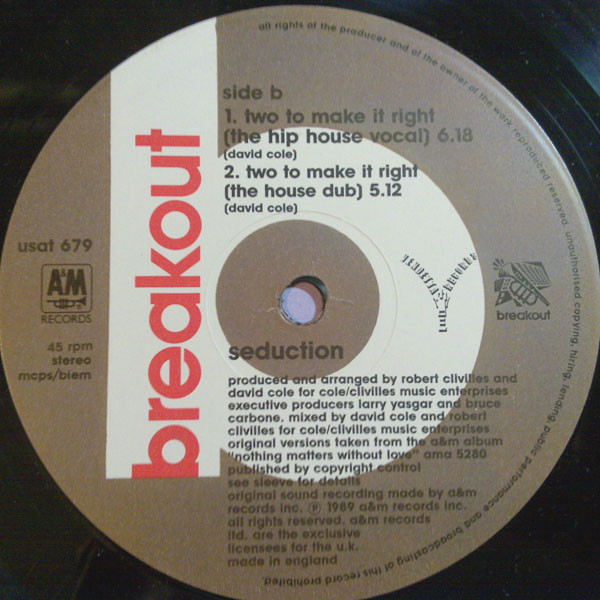 all rights of the producer and of the owner of the work reproduced reserved. unauthorised copying, hiring, lending, public performance and broadcasting of this record prohibited.
side b
1. two to make it right
(the hip house vocal) 6.18
(david cole)
2. two to make it right
(the house dub) 5.12
(david cole)
usat 679
A&M
RECORDS
45 rpm
stereo
mcps/biem
breakout
breakout
seduction
produced and arranged by robert clivilles and
david cole for cole/clivilles music enterprises
executive producers larry yasgar and bruce
carbone. mixed by david cole and robert
clivilles for cole/clivilles music enterprises
original versions taken from the a&m album
"nothing matters without love" ama 5280
published by copyright control
see sleeve for details
original sound recording made by a&m
records inc. ℗ 1989 a&m records inc.
all rights reserved. a&m records
ltd. are the exclusive
licensees for the u.k.
made in england